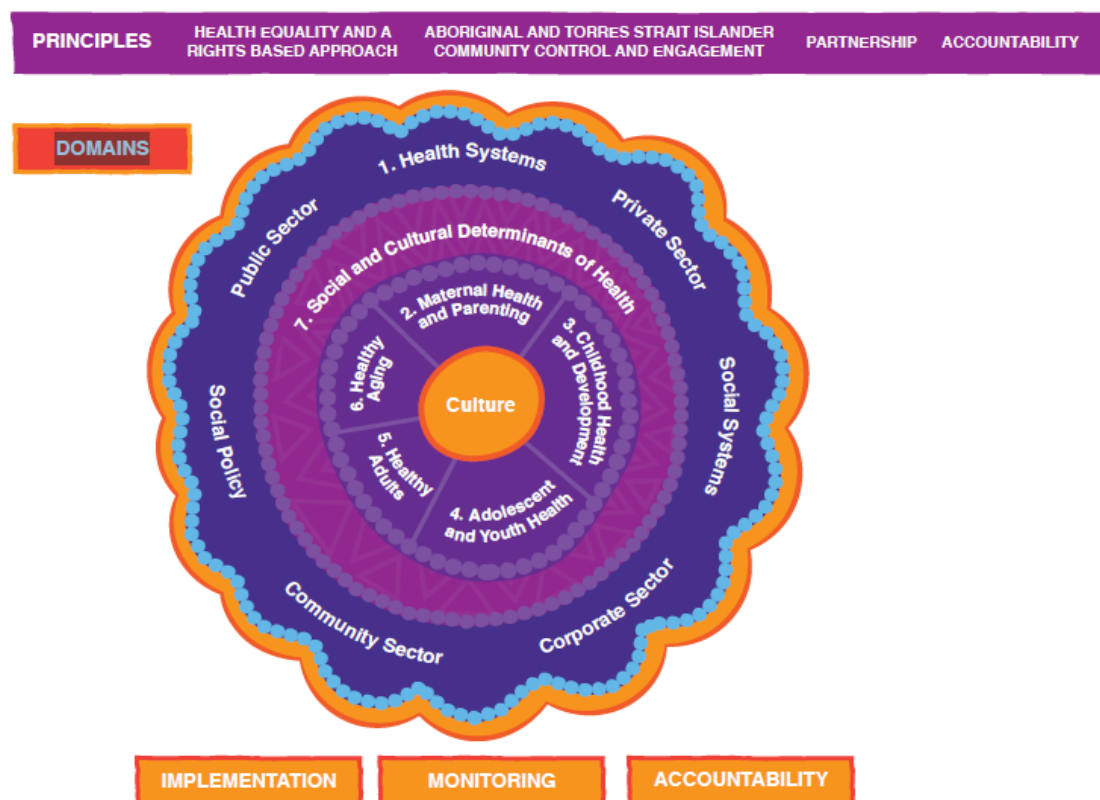 PRINCIPLES
HEALTH EQUALITY AND A
RIGHTS BASED APPROACH
ABORIGINAL AND TORRES STRAIT ISLANDER
COMMUNITY CONTROL AND ENGAGEMENT
PARTNERSHIP
ACCOUNTABILITY
DOMAINS
1. Health Systems
Public Sector
Private Sector
7. Social and Cultural Determinants of Health
2. Maternal Health
and Parenting
3. Childhood Health
and Development
6. Healthy
Aging
Culture
Social Policy
Social Systems
5. Healthy
Adults
4. Adolescent
and Youth Health
Community Sector
Corporate Sector
IMPLEMENTATION
MONITORING
ACCOUNTABILITY